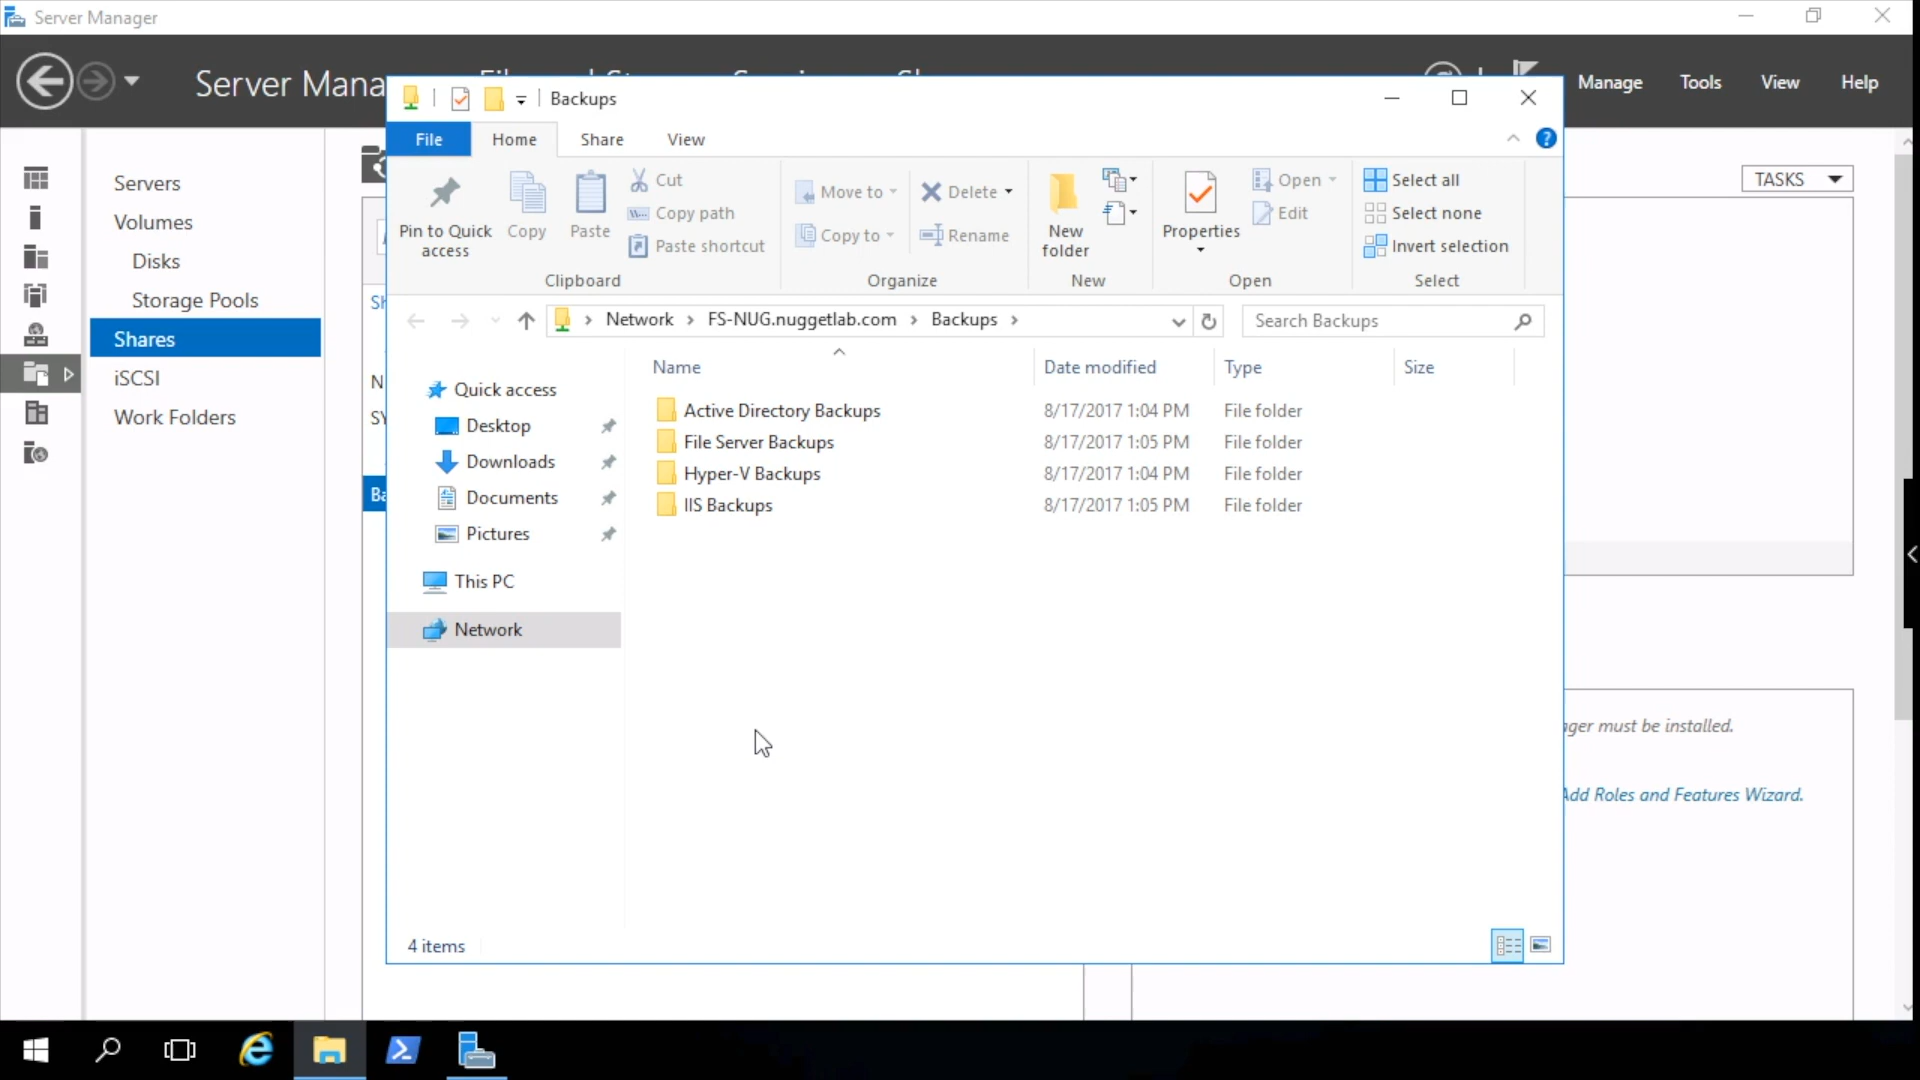 Server Manager
Server Mana
Manage Tools View Help
Backups
File Home Share View
Pin to Quick access
Copy
Paste
Cut
Copy path
Paste shortcut
Clipboard
Move to
Copy to
Delete
Rename
Organize
New folder
New
Properties
Open
Edit
Open
Select all
Select none
Invert selection
Select
Network > FS-NUG.nuggetlab.com > Backups >
Search Backups
Name Date modified Type Size
Active Directory Backups 8/17/2017 1:04 PM File folder
File Server Backups 8/17/2017 1:05 PM File folder
Hyper-V Backups 8/17/2017 1:04 PM File folder
IIS Backups 8/17/2017 1:05 PM File folder
Quick access
Desktop
Downloads
Documents
Pictures
This PC
Network
4 items
Servers
Volumes
Disks
Storage Pools
Shares
iSCSI
Work Folders
Sh
N
SY
Ba
TASKS
ager must be installed.
Add Roles and Features Wizard.